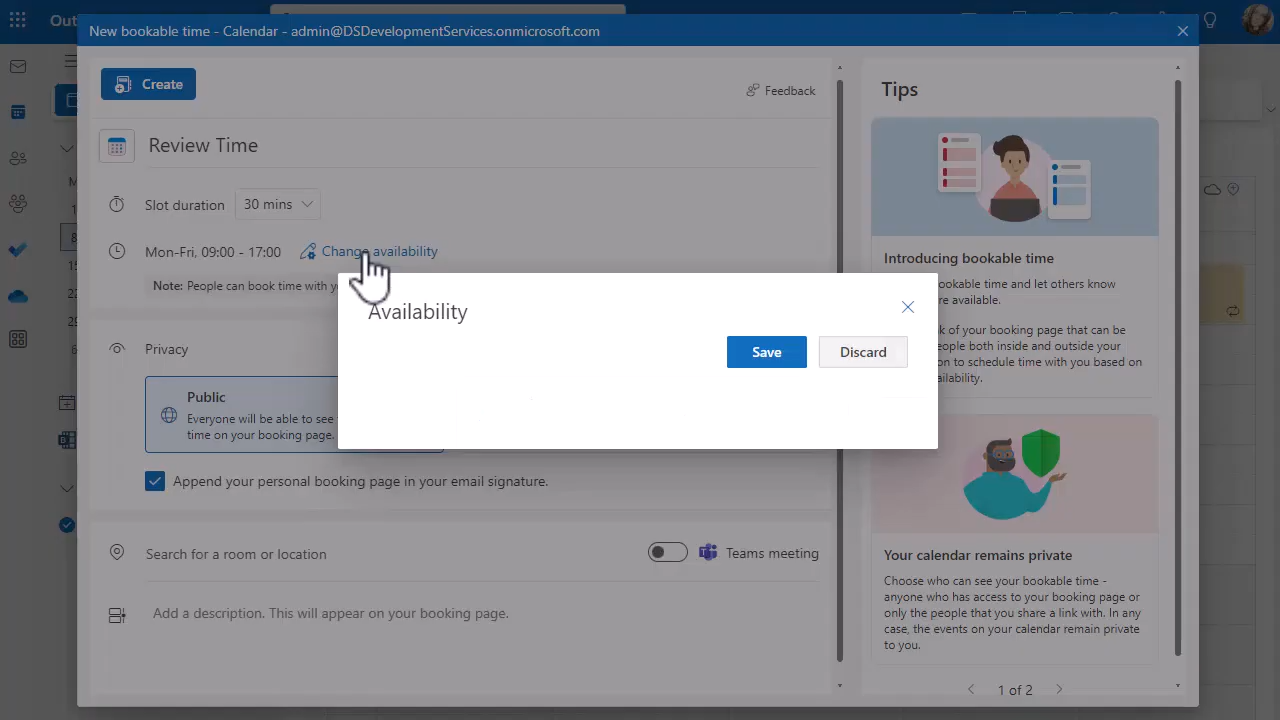 Out
New bookable time - Calendar - admin@DSDevelopmentServices.onmicrosoft.com
Create
Feedback
Review Time
Slot duration
30 mins
Mon-Fri, 09:00 - 17:00
Change availability
Note: People can book time with
Availability
Save
Discard
Privacy
Public
Everyone will be able to see
time on your booking page.
Append your personal booking page in your email signature.
Search for a room or location
Teams meeting
Add a description. This will appear on your booking page.
Tips
Introducing bookable time
bookable time and let others know
are available.
of your booking page that can be
both inside and outside your
to schedule time with you based on
Your calendar remains private
Choose who can see your bookable time -
anyone who has access to your booking page or
only the people that you share a link with. In any
case, the events on your calendar remain private
to you.
1 of 2